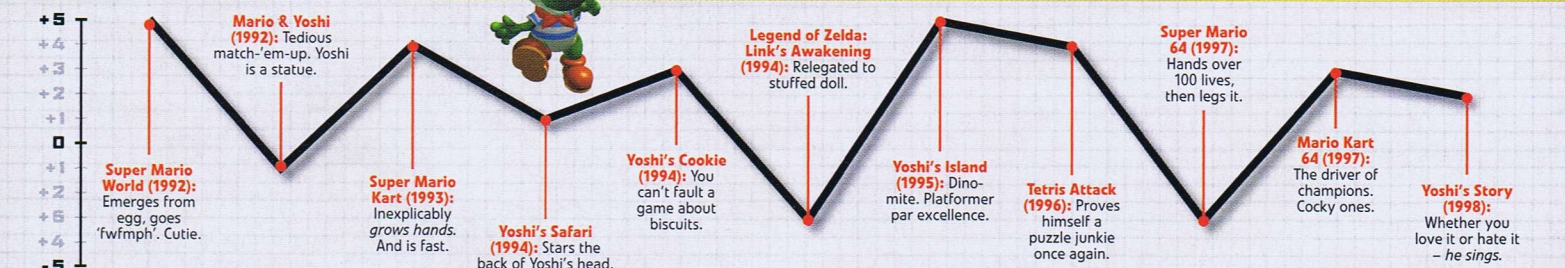 +5
+4
+3
+2
+1
0
+1
+2
+6
+4
-5
Super Mario
World (1992):
Emerges from
egg, goes
‘fwfmph’. Cutie.
Mario & Yoshi
(1992): Tedious
match-’em-up. Yoshi
is a statue.
Super Mario
Kart (1993):
Inexplicably
grows hands.
And is fast.
Yoshi’s Safari
(1994): Stars the
back of Yoshi’s head.
Yoshi’s Cookie
(1994): You
can’t fault a
game about
biscuits.
Legend of Zelda:
Link’s Awakening
(1994): Relegated to
stuffed doll.
Yoshi’s Island
(1995): Dino-
mite. Platformer
par excellence.
Tetris Attack
(1996): Proves
himself a
puzzle junkie
once again.
Super Mario
64 (1997):
Hands over
100 lives,
then legs it.
Mario Kart
64 (1997):
The driver of
champions.
Cocky ones.
Yoshi’s Story
(1998):
Whether you
love it or hate it
– he sings.